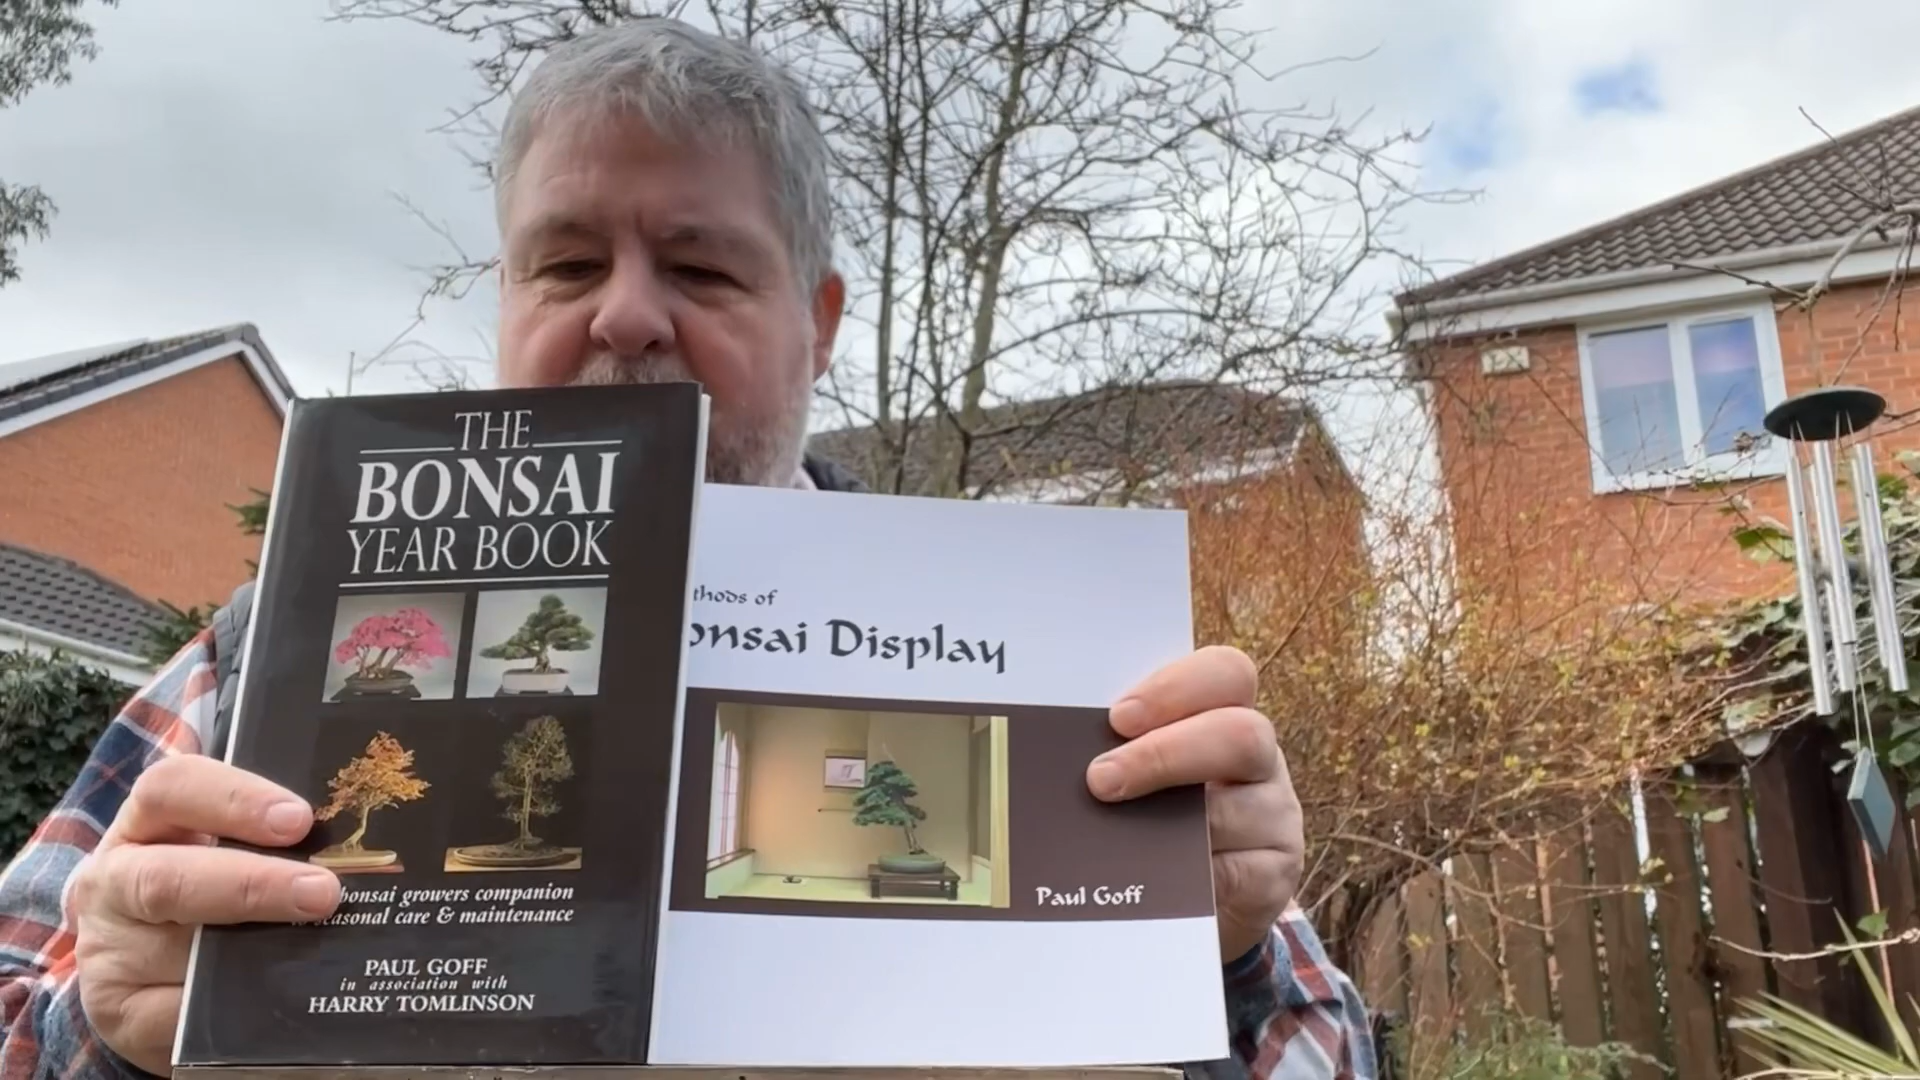 THE
BONSAI
YEAR BOOK
bonsai growers companion
seasonal care & maintenance
PAUL GOFF
in association with
HARRY TOMLINSON
thods of
onsai Display
Paul Goff